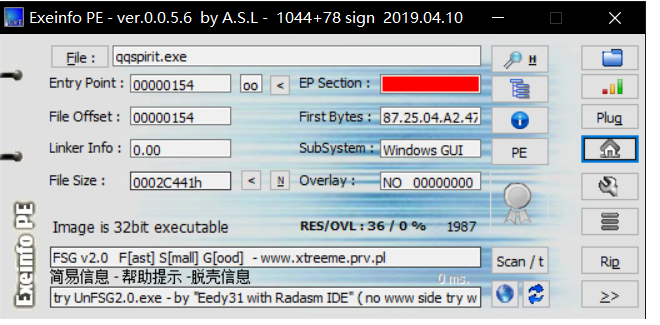 Exeinfo PE - ver.0.0.5.6 by A.S.L - 1044+78 sign 2019.04.10
File : qqspirit.exe H
Entry Point : 00000154 oo < EP Section :
File Offset : 00000154 First Bytes : 87.25.04.A2.47 Plug
Linker Info : 0.00 SubSystem : Windows GUI PE
File Size : 0002C441h < N Overlay : NO 00000000
Image is 32bit executable RES/OVL : 36 / 0 % 1987
Exeinfo PE
FSG v2.0 F[ast] S[mall] G[ood] - www.xtreeme.prv.pl Scan / t Rip
简易信息 - 帮助提示 -脱壳信息 0 ms.
try UnFSG2.0.exe - by "Eedy31 with Radasm IDE" ( no www side try w >>